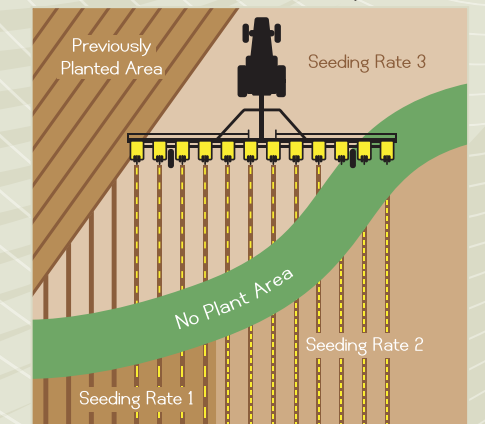 Previously
Planted Area
Seeding Rate 3
No Plant Area
Seeding Rate 2
Seeding Rate 1